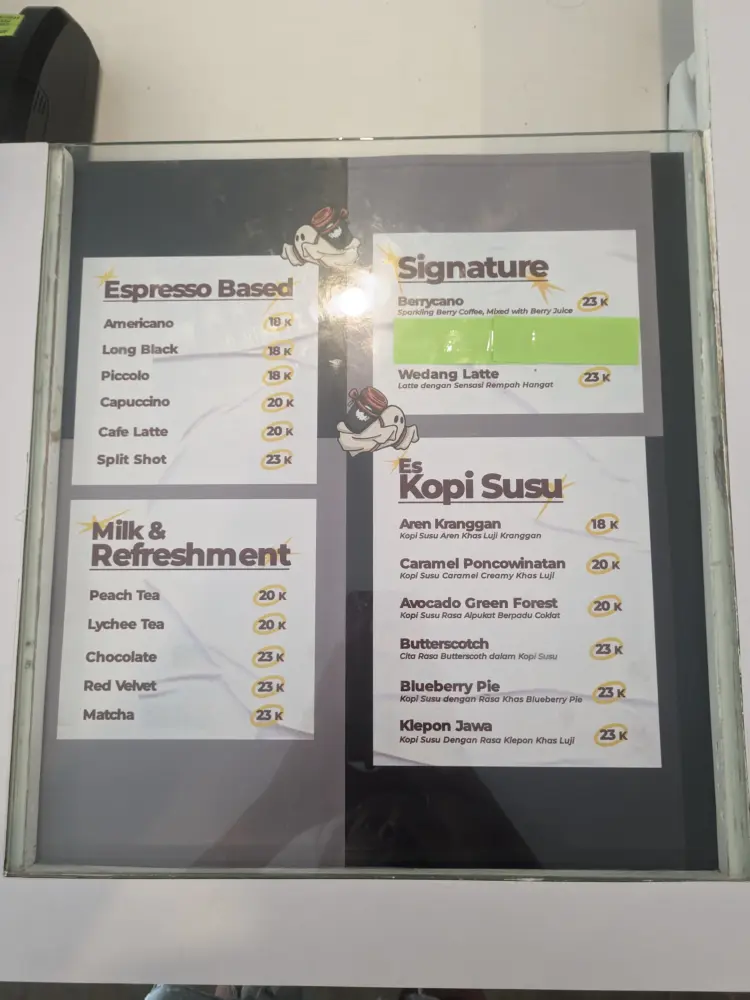 Espresso Based
Americano 18 K
Long Black 18 K
Piccolo 18 K
Capuccino 20 K
Cafe Latte 20 K
Split Shot 23 K
Milk &
Refreshment
Peach Tea 20 K
Lychee Tea 20 K
Chocolate 23 K
Red Velvet 23 K
Matcha 23 K
Signature
Berrycano 23 K
Sparkling Berry Coffee, Mixed with Berry Juice
Wedang Latte 23 K
Latte dengan Sensasi Rempah Hangat
Es
Kopi Susu
Aren Kranggan 18 K
Kopi Susu Aren Khas Luji Kranggan
Caramel Poncowinatan 20 K
Kopi Susu Caramel Creamy Khas Luji
Avocado Green Forest 20 K
Kopi Susu Rasa Alpukat Berpadu Coklat
Butterscotch 23 K
Cita Rasa Butterscoth dalam Kopi Susu
Blueberry Pie 23 K
Kopi Susu dengan Rasa Khas Blueberry Pie
Klepon Jawa 23 K
Kopi Susu Dengan Rasa Klepon Khas Luji